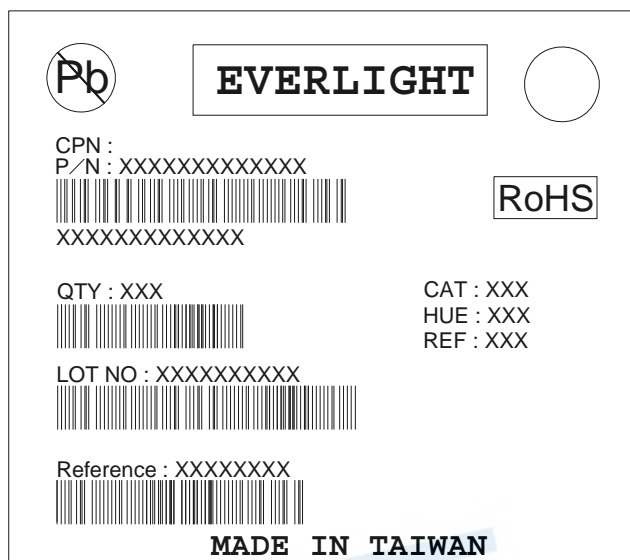 Pb
EVERLIGHT
CPN :
P/N : XXXXXXXXXXXXX
XXXXXXXXXXXXX
RoHS
QTY : XXX
CAT : XXX
HUE : XXX
REF : XXX
LOT NO : XXXXXXXXXX
Reference : XXXXXXXX
MADE IN TAIWAN